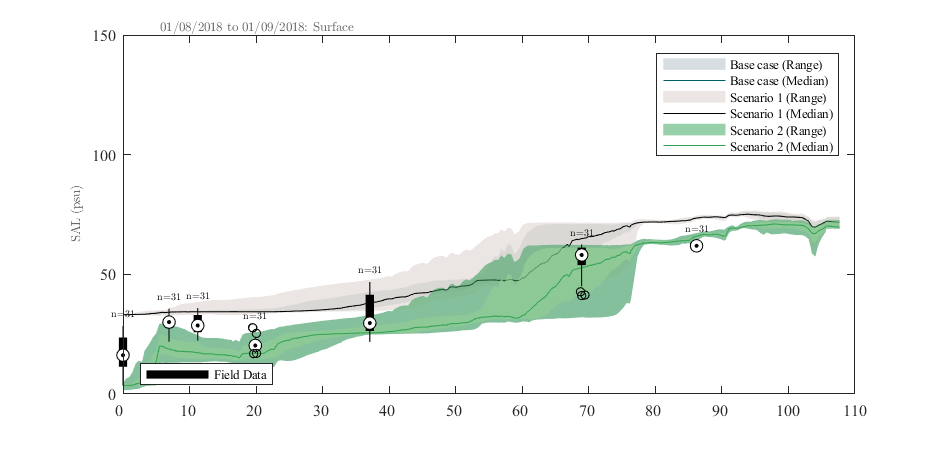 01/08/2018 to 01/09/2018: Surface
150
100
50
0
SAL (psu)
Base case (Range)
Base case (Median)
Scenario 1 (Range)
Scenario 1 (Median)
Scenario 2 (Range)
Scenario 2 (Median)
n=31
n=31
n=31
n=31
n=31
n=31
n=31
Field Data
0 10 20 30 40 50 60 70 80 90 100 110